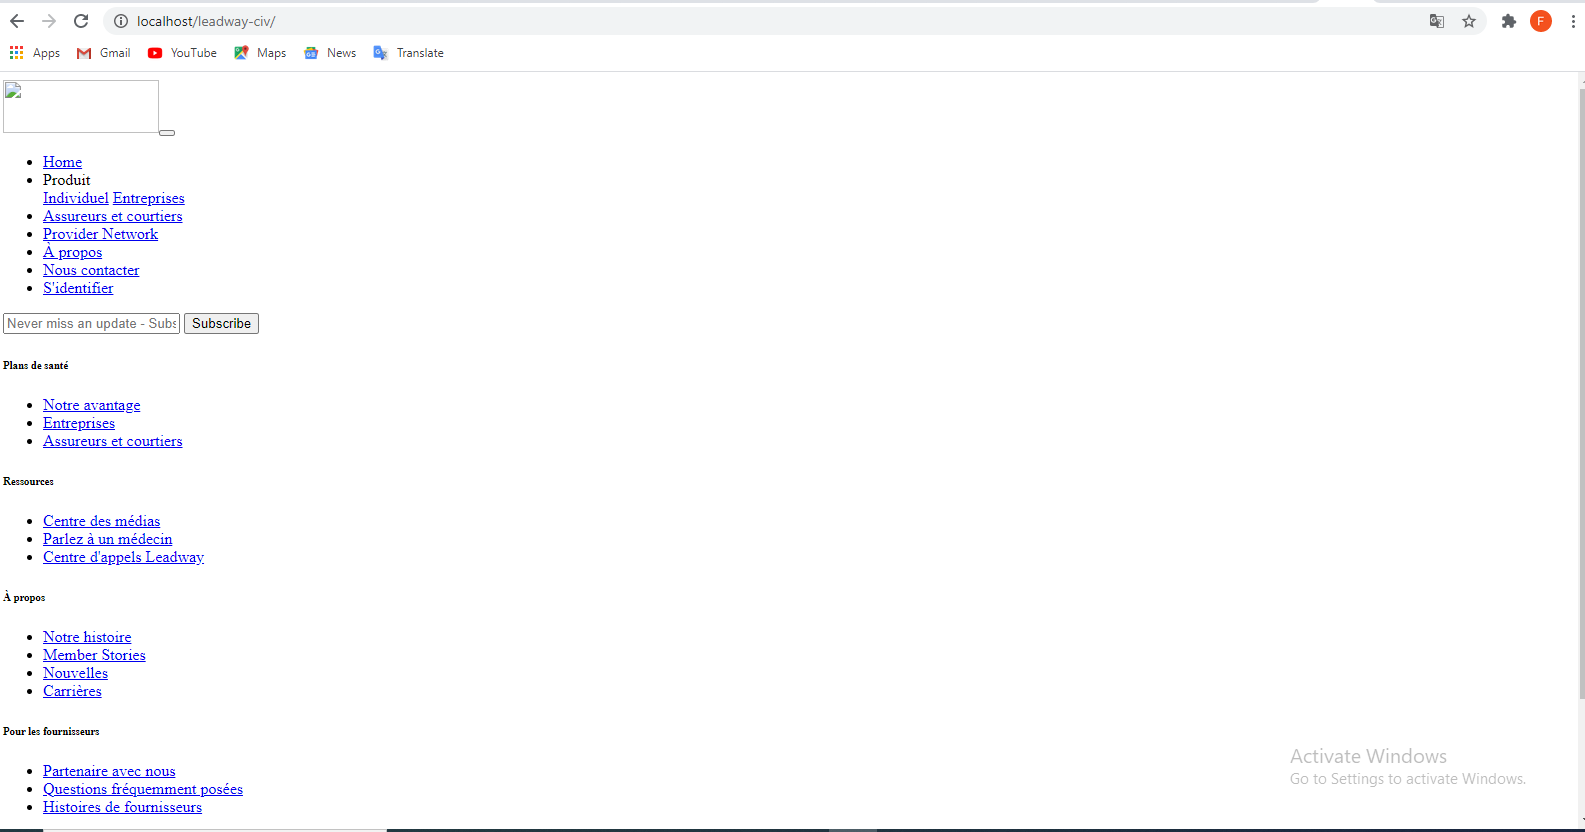 localhost/leadway-civ/
F
Apps Gmail YouTube Maps News Translate
Home
Produit
Individuel Entreprises
Assureurs et courtiers
Provider Network
À propos
Nous contacter
S'identifier
Never miss an update - Subs Subscribe
Plans de santé
Notre avantage
Entreprises
Assureurs et courtiers
Ressources
Centre des médias
Parlez à un médecin
Centre d'appels Leadway
À propos
Notre histoire
Member Stories
Nouvelles
Carrières
Pour les fournisseurs
Partenaire avec nous
Questions fréquemment posées
Histoires de fournisseurs
Activate Windows
Go to Settings to activate Windows.